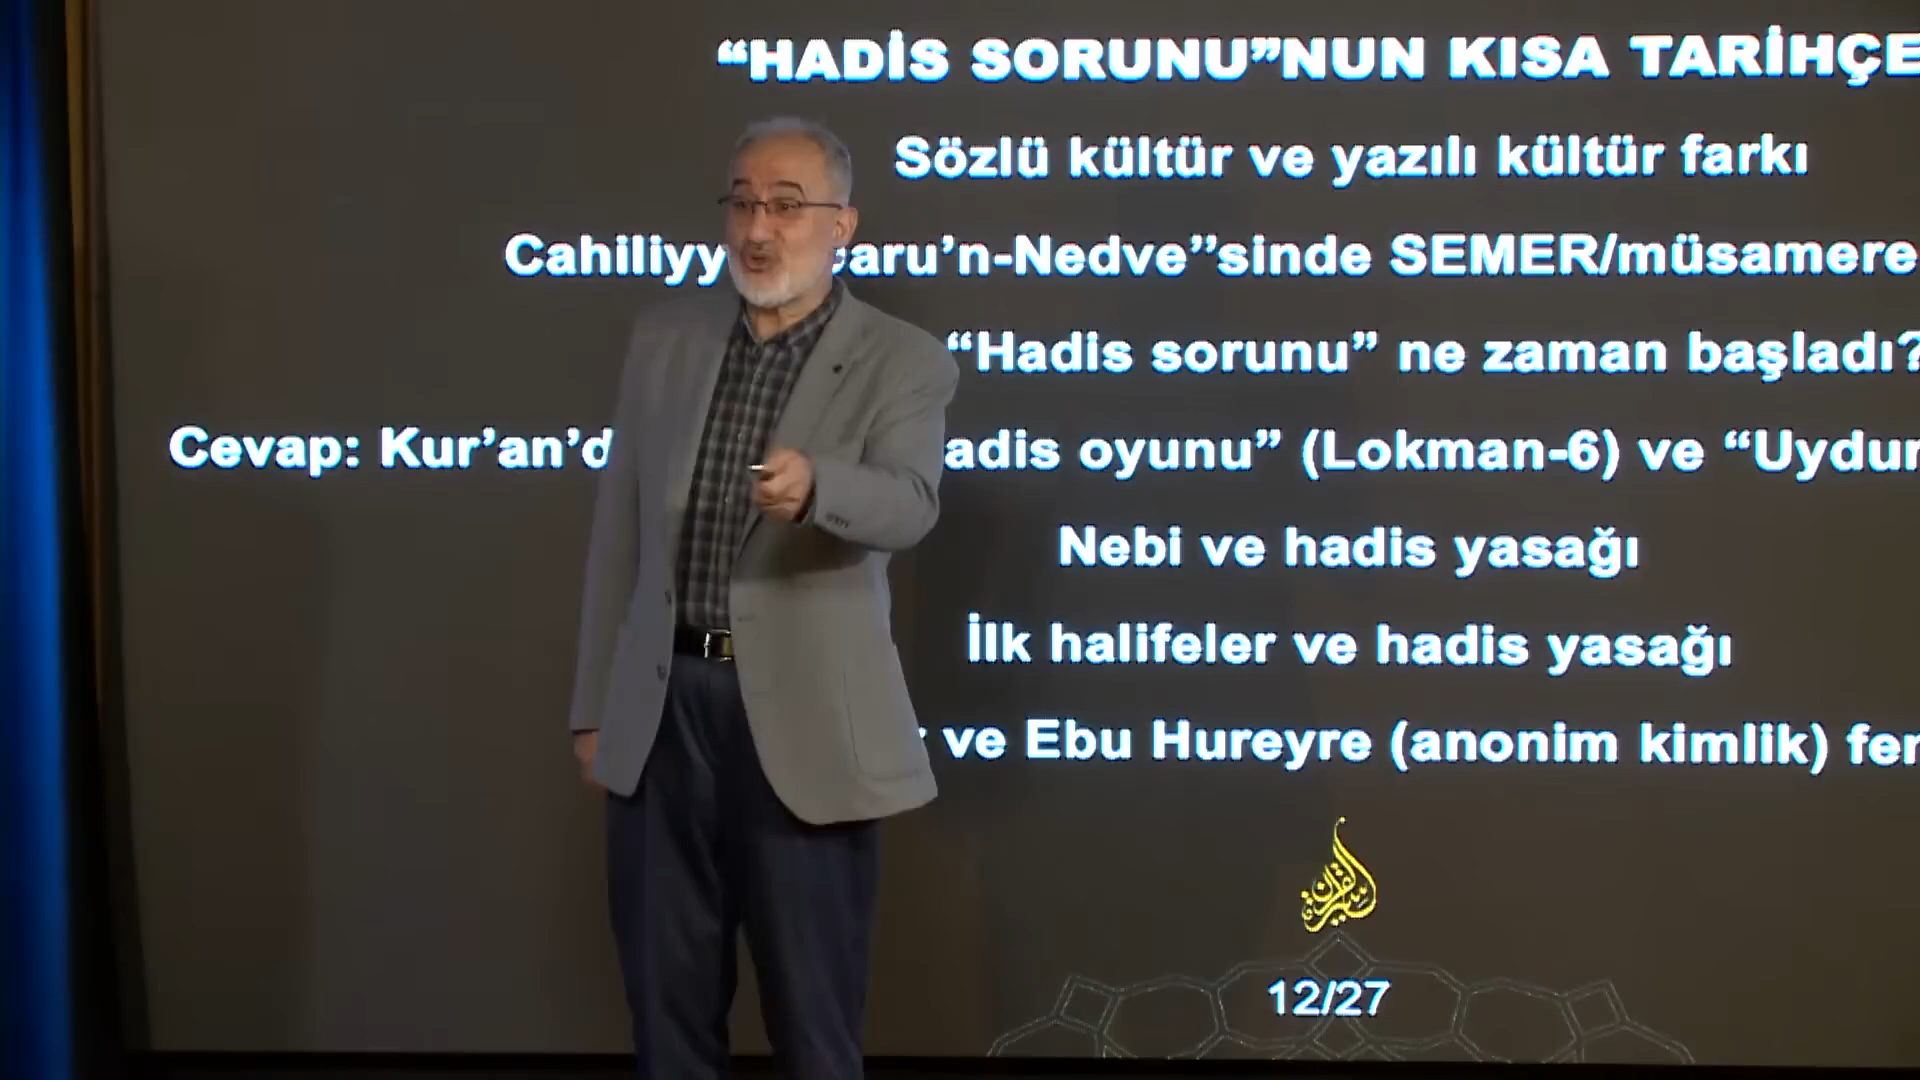 “HADİS SORUNU”NUN KISA TARİHÇE
Sözlü kültür ve yazılı kültür farkı
Cahiliyy aru’n-Nedve”sinde SEMER/müsamere
“Hadis sorunu” ne zaman başladı?
Cevap: Kur’an’d adis oyunu” (Lokman-6) ve “Uydur
Nebi ve hadis yasağı
İlk halifeler ve hadis yasağı
ve Ebu Hureyre (anonim kimlik) fer
12/27